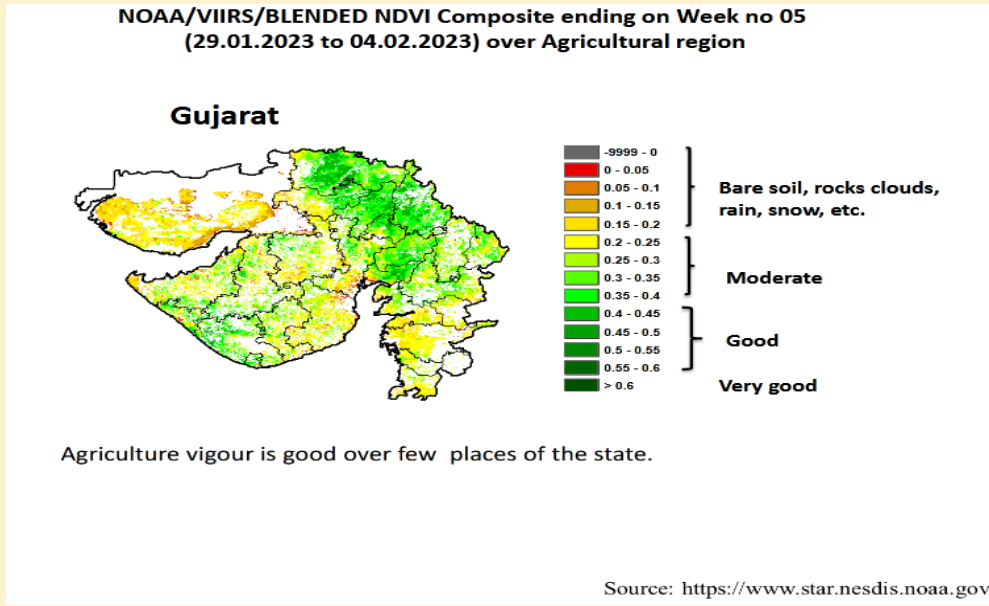 NOAA/VIIRS/BLENDED NDVI Composite ending on Week no 05
(29.01.2023 to 04.02.2023) over Agricultural region
Gujarat
-9999 - 0
0 - 0.05
0.05 - 0.1
0.1 - 0.15
0.15 - 0.2
0.2 - 0.25
0.25 - 0.3
0.3 - 0.35
0.35 - 0.4
0.4 - 0.45
0.45 - 0.5
0.5 - 0.55
0.55 - 0.6
> 0.6
Bare soil, rocks clouds,
rain, snow, etc.
Moderate
Good
Very good
Agriculture vigour is good over few places of the state.
Source: https://www.star.nesdis.noaa.gov